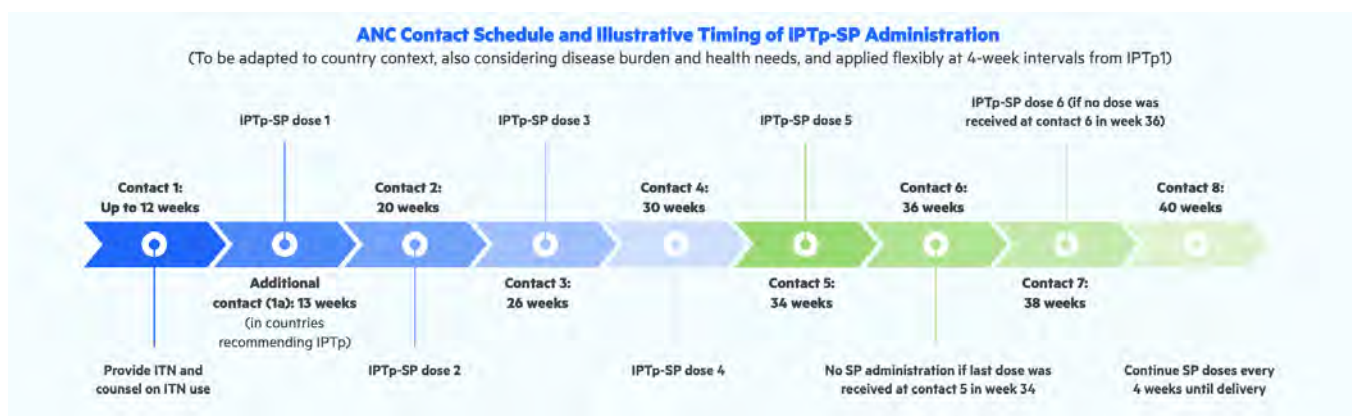 ANC Contact Schedule and Illustrative Timing of IPTp-SP Administration
(To be adapted to country context, also considering disease burden and health needs, and applied flexibly at 4-week intervals from IPTp1)
IPTp-SP dose 1
IPTp-SP dose 3
IPTp-SP dose 5
IPTp-SP dose 6 (if no dose was
received at contact 6 in week 36)
Contact 1:
Up to 12 weeks
Contact 2:
20 weeks
Contact 4:
30 weeks
Contact 6:
36 weeks
Contact 8:
40 weeks
Additional
contact (1a): 13 weeks
(in countries
recommending IPTp)
Contact 3:
26 weeks
Contact 5:
34 weeks
Contact 7:
38 weeks
Provide ITN and
counsel on ITN use
IPTp-SP dose 2
IPTp-SP dose 4
No SP administration if last dose was
received at contact 5 in week 34
Continue SP doses every
4 weeks until delivery